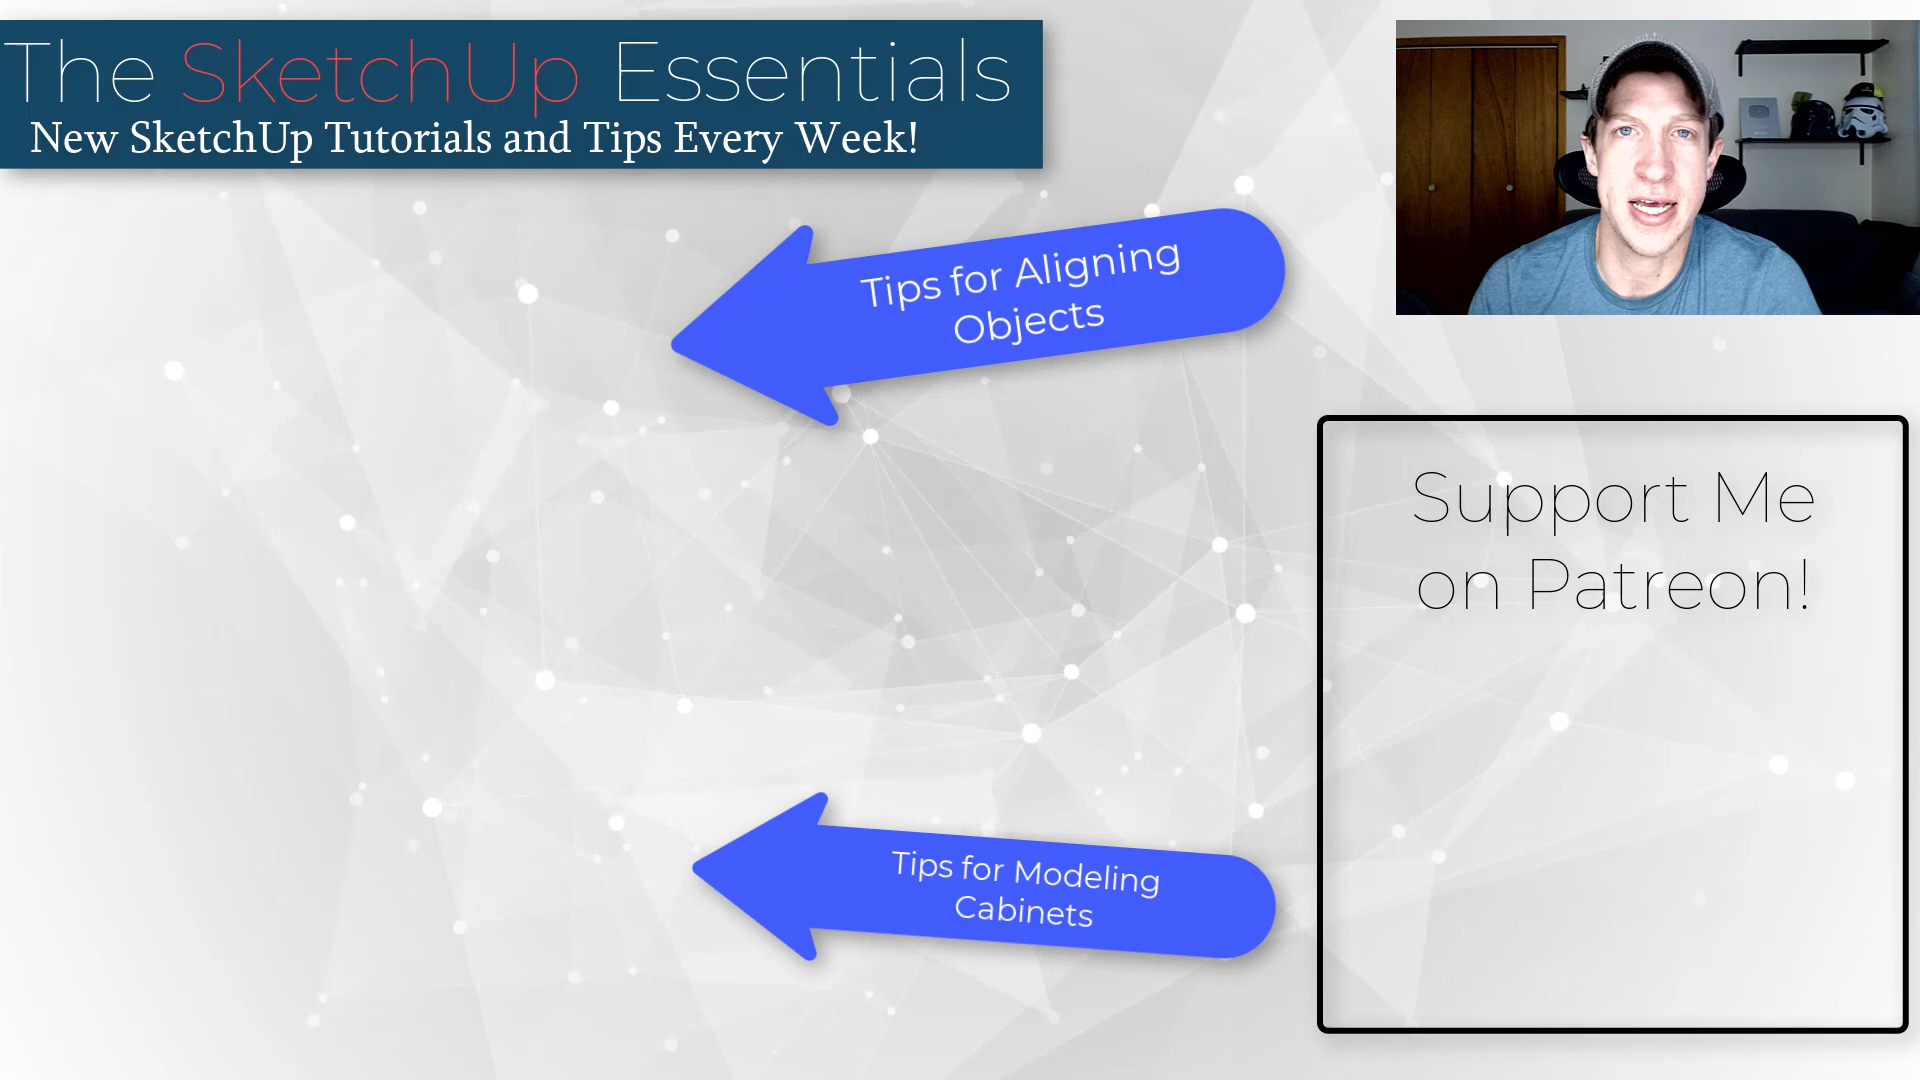 The SketchUp Essentials
New SketchUp Tutorials and Tips Every Week!
Tips for Aligning
Objects
Support Me
on Patreon!
Tips for Modeling
Cabinets